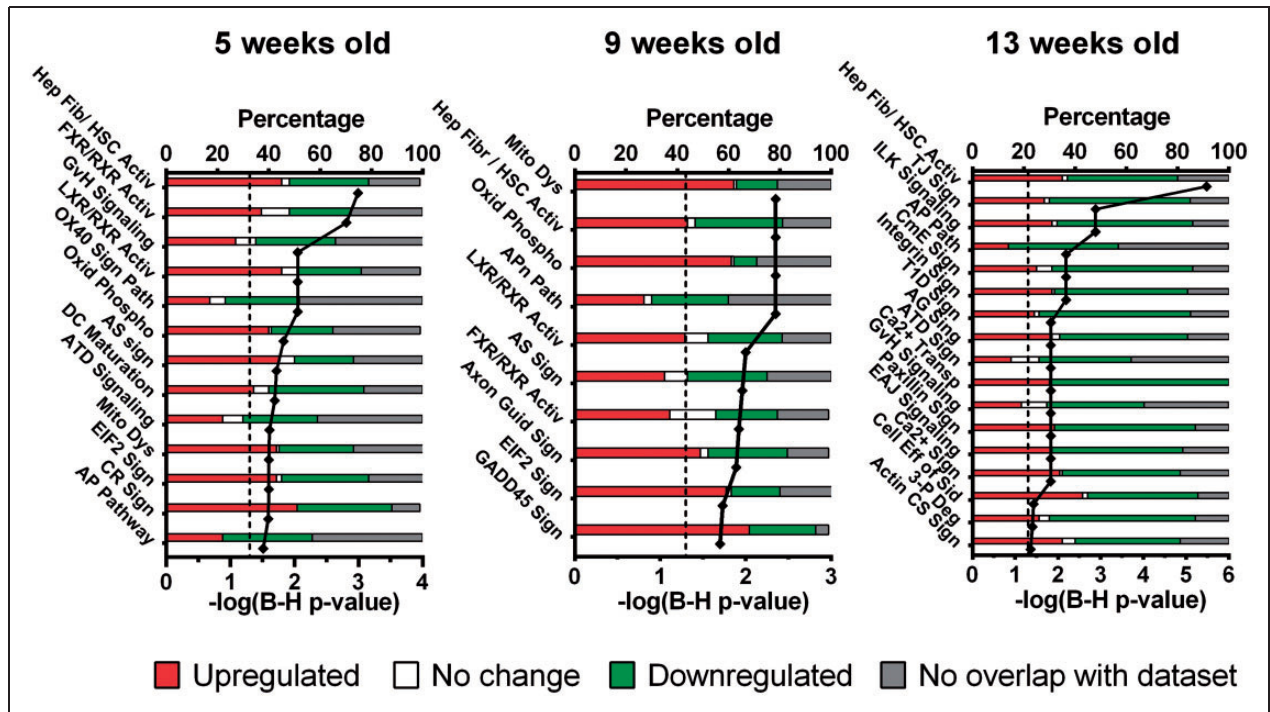 5 weeks old
Hep Fib/ HSC Activ
FXR/RXR Activ
GvH Signaling
LXR/RXR Activ
OX40 Sign Path
Oxid Phospho
AS sign
DC Maturation
ATD Signaling
Mito Dys
EIF2 Sign
CR Sign
AP Pathway
Percentage
0 20 40 60 80 100
0 1 2 3 4
-log(B-H p-value)
9 weeks old
Mito Dys
Hep Fibr / HSC Activ
Oxid Phospho
APn Path
LXR/RXR Activ
AS Sign
FXR/RXR Activ
Axon Guid Sign
EIF2 Sign
GADD45 Sign
Percentage
0 20 40 60 80 100
0 1 2 3
-log(B-H p-value)
13 weeks old
Hep Fib/ HSC Activ
TJ Sign
ILK Signaling
AP Path
CmE Sign
Integrin Sign
T1D Sign
AG Sing
ATD Sign
Ca2+ Transp
GvH Signaling
Paxillin Sign
EAJ Signaling
Ca2+ Sign
Cell Eff of Sid
3-P Deg
Actin CS Sign
Percentage
0 20 40 60 80 100
0 1 2 3 4 5 6
-log(B-H p-value)
Upregulated No change Downregulated No overlap with dataset